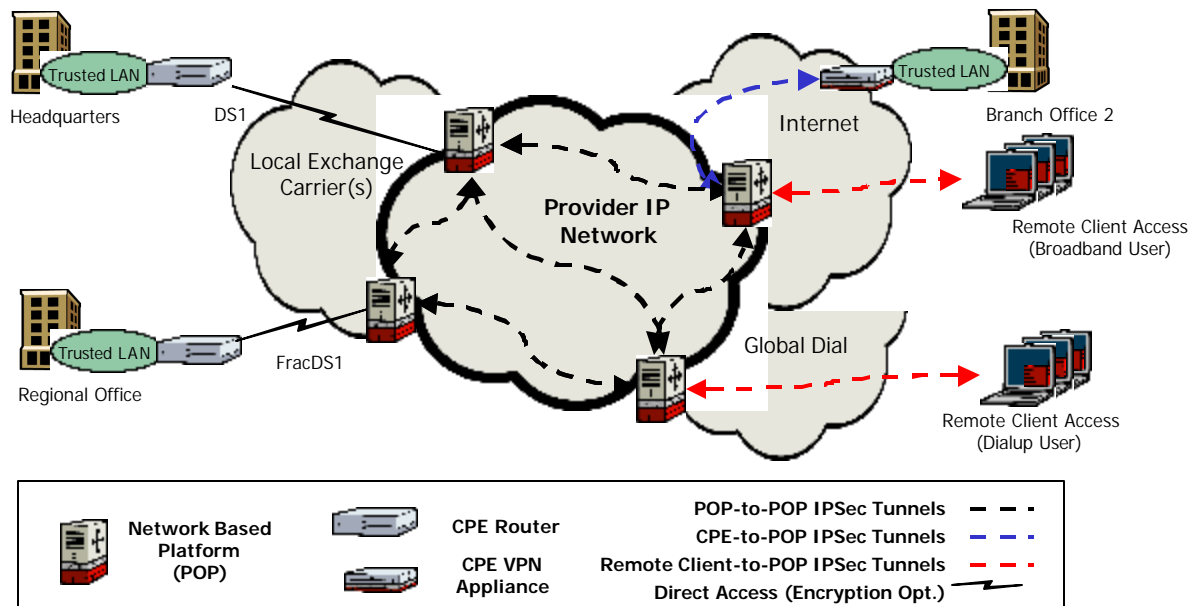 Trusted LAN
Headquarters
DS1
Local Exchange
Carrier(s)
Provider IP
Network
Internet
Trusted LAN
Branch Office 2
Remote Client Access
(Broadband User)
Trusted LAN
Regional Office
FracDS1
Global Dial
Remote Client Access
(Dialup User)
Network Based
Platform
(POP)
CPE Router
CPE VPN
Appliance
POP-to-POP IPSec Tunnels
CPE-to-POP IPSec Tunnels
Remote Client-to-POP IPSec Tunnels
Direct Access (Encryption Opt.)